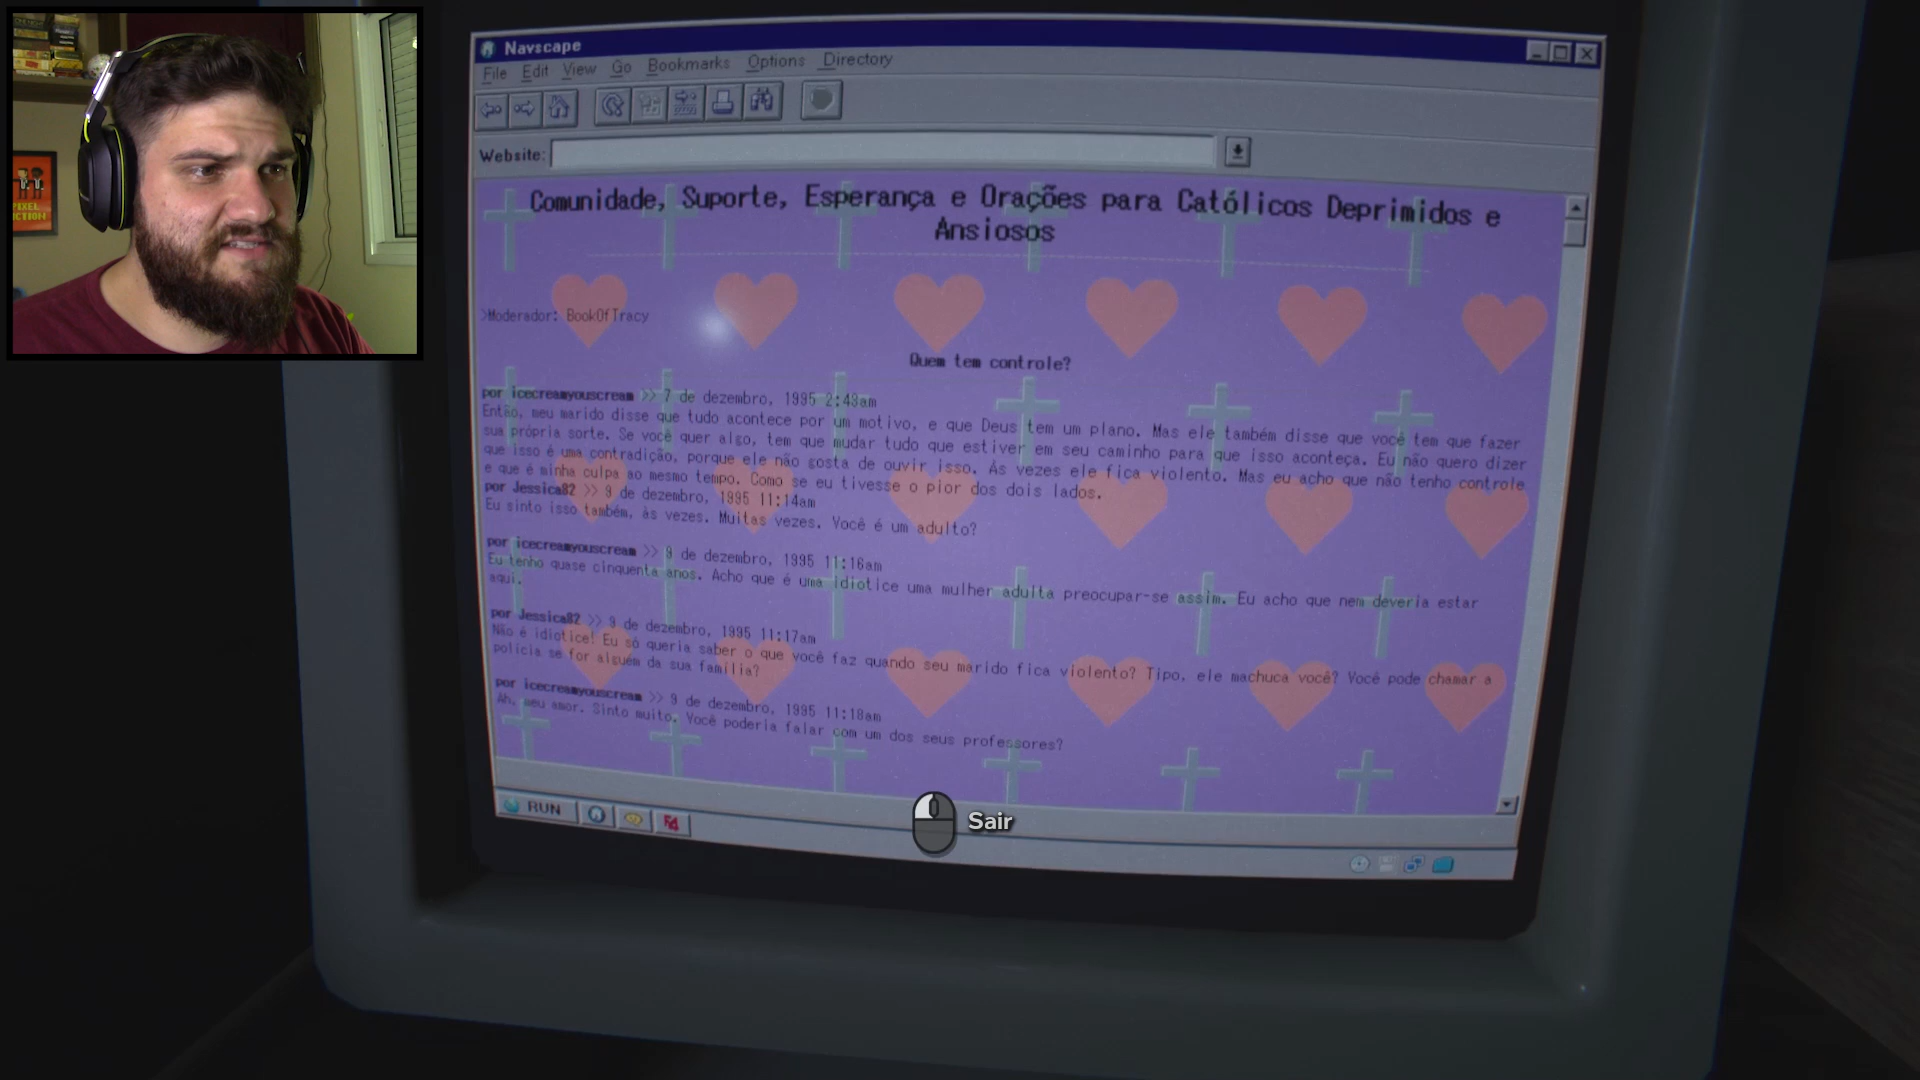 PIXEL
Navscape
File Edit View Go Bookmarks Options Directory
Website:
Comunidade, Suporte, Esperança e Orações para Católicos Deprimidos e
Ansiosos
>Moderador: BookOfTracy
Quem tem controle?
por icecreamyouscream >> 7 de dezembro, 1995 2:43am
Então, meu marido disse que tudo acontece por um motivo, e que Deus tem um plano. Mas ele também disse que você tem que fazer
sua própria sorte. Se você quer algo, tem que mudar tudo que estiver em seu caminho para que isso aconteça. Eu não quero dizer
que isso é uma contradição, porque ele não gosta de ouvir isso. Às vezes ele fica violento. Mas eu acho que não tenho controle
e que é minha culpa ao mesmo tempo. Como se eu tivesse o pior dos dois lados.
por Jessica82 >> 9 de dezembro, 1995 11:14am
Eu sinto isso também, às vezes. Muitas vezes. Você é um adulto?
por icecreamyouscream >> 9 de dezembro, 1995 11:16am
Eu tenho quase cinquenta anos. Acho que é uma idiotice uma mulher adulta preocupar-se assim. Eu acho que nem deveria estar
aqui.
por Jessica82 >> 9 de dezembro, 1995 11:17am
Não é idiotice! Eu só queria saber o que você faz quando seu marido fica violento? Tipo, ele machuca você? Você pode chamar a
polícia se for alguém da sua família?
por icecreamyouscream >> 9 de dezembro, 1995 11:18am
Ah, meu amor. Sinto muito. Você poderia falar com um dos seus professores?
RUN
Sair